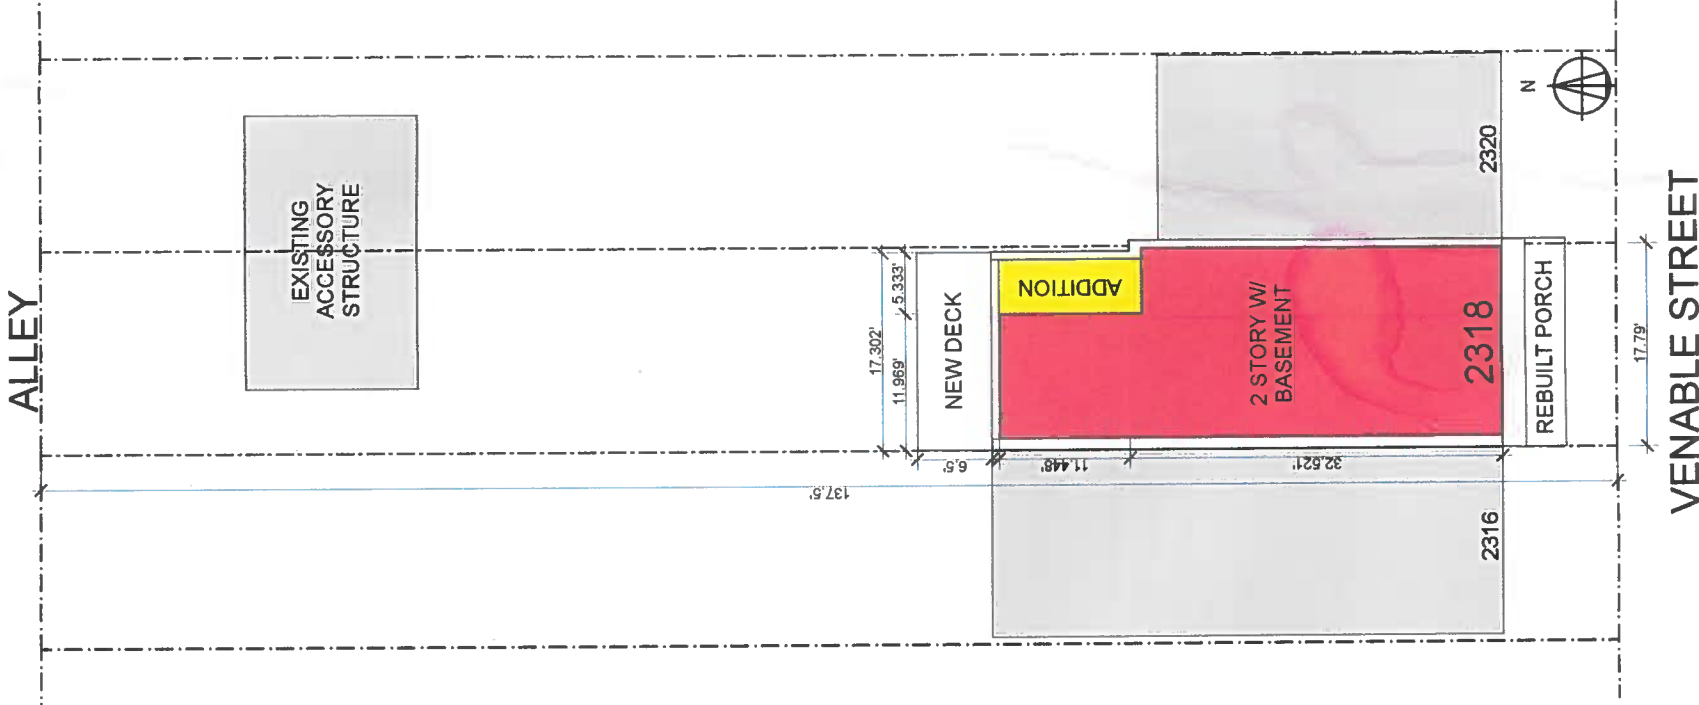 ALLEY
EXISTING
ACCESSORY
STRUCTURE
137.5'
17.302'
11.969'
5.333'
NEW DECK
6.5'
11.448'
32.521'
ADDITION
2 STORY W/
BASEMENT
2318
2316
2320
REBUILT PORCH
N
17.79'
VENABLE STREET